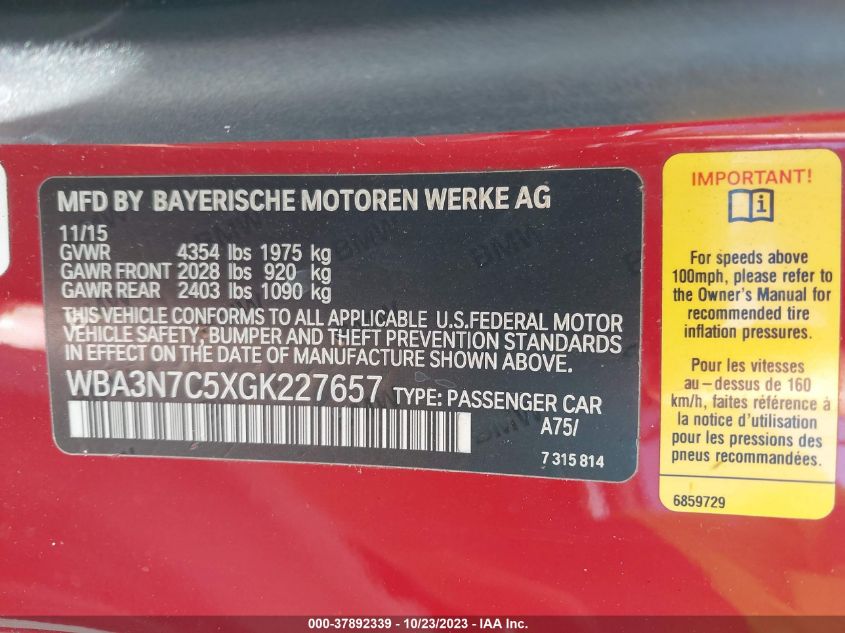 MFD BY BAYERISCHE MOTOREN WERKE AG
11/15
GVWR 4354 lbs 1975 kg
GAWR FRONT 2028 lbs 920 kg
GAWR REAR 2403 lbs 1090 kg
THIS VEHICLE CONFORMS TO ALL APPLICABLE U.S.FEDERAL MOTOR
VEHICLE SAFETY, BUMPER AND THEFT PREVENTION STANDARDS
IN EFFECT ON THE DATE OF MANUFACTURE SHOWN ABOVE.
WBA3N7C5XGK227657 TYPE: PASSENGER CAR
A75/
7 315 814
IMPORTANT!
i
For speeds above
100mph, please refer to
the Owner's Manual for
recommended tire
inflation pressures.
Pour les vitesses
au-dessus de 160
km/h, faites référence à
la notice d'utilisation
pour les pressions des
pneus recommandées.
6859729
000-37892339 - 10/23/2023 - IAA Inc.